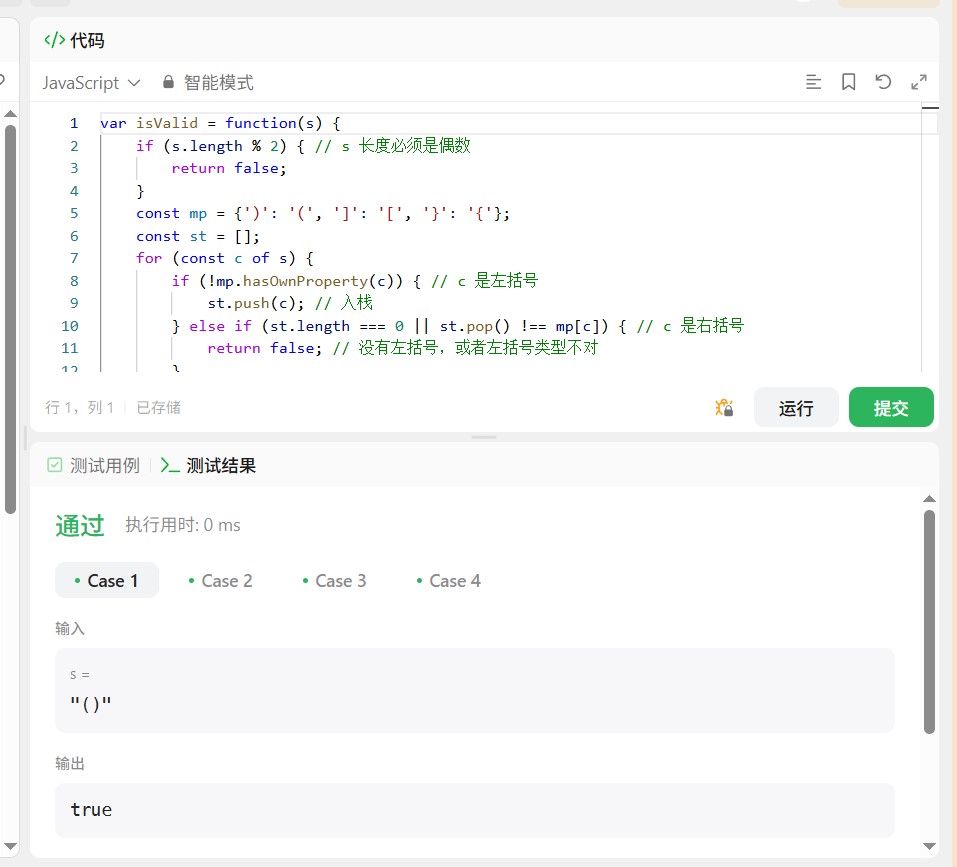 </> 代码
JavaScript 智能模式
1 var isValid = function(s) {
2 if (s.length % 2) { // s 长度必须是偶数
3 return false;
4 }
5 const mp = {')': '(', ']': '[', '}': '{'};
6 const st = [];
7 for (const c of s) {
8 if (!mp.hasOwnProperty(c)) { // c 是左括号
9 st.push(c); // 入栈
10 } else if (st.length === 0 || st.pop() !== mp[c]) { // c 是右括号
11 return false; // 没有左括号，或者左括号类型不对
12 }
行 1，列 1 已存储 运行 提交
测试用例 >_ 测试结果
通过 执行用时: 0 ms
• Case 1 • Case 2 • Case 3 • Case 4
输入
s =
"()"
输出
true